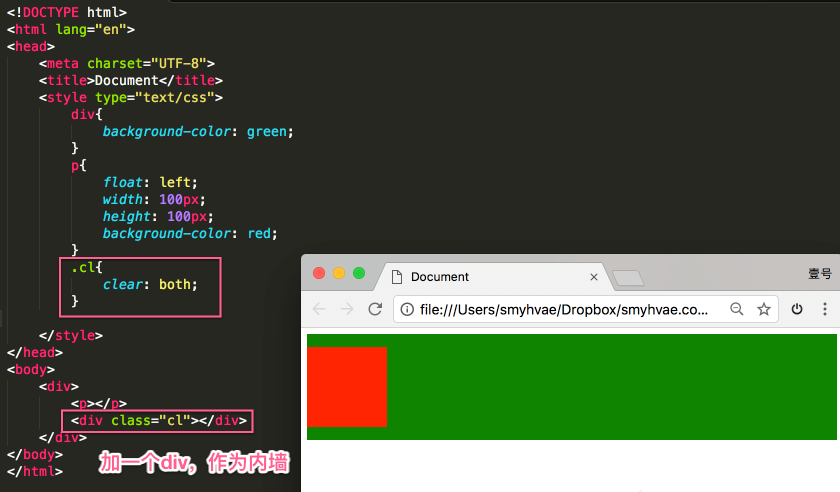 <!DOCTYPE html>
<html lang="en">
<head>
    <meta charset="UTF-8">
    <title>Document</title>
    <style type="text/css">
        div{
            background-color: green;
        }
        p{
            float: left;
            width: 100px;
            height: 100px;
            background-color: red;
        }
        .cl{
            clear: both;
        }
    </style>
</head>
<body>
    <div>
        <p></p>
        <div class="cl"></div>
    </div>
</body>
</html>
加一个div，作为内墙
Document
壹号
file:///Users/smyhvae/Dropbox/smyhvae.co...